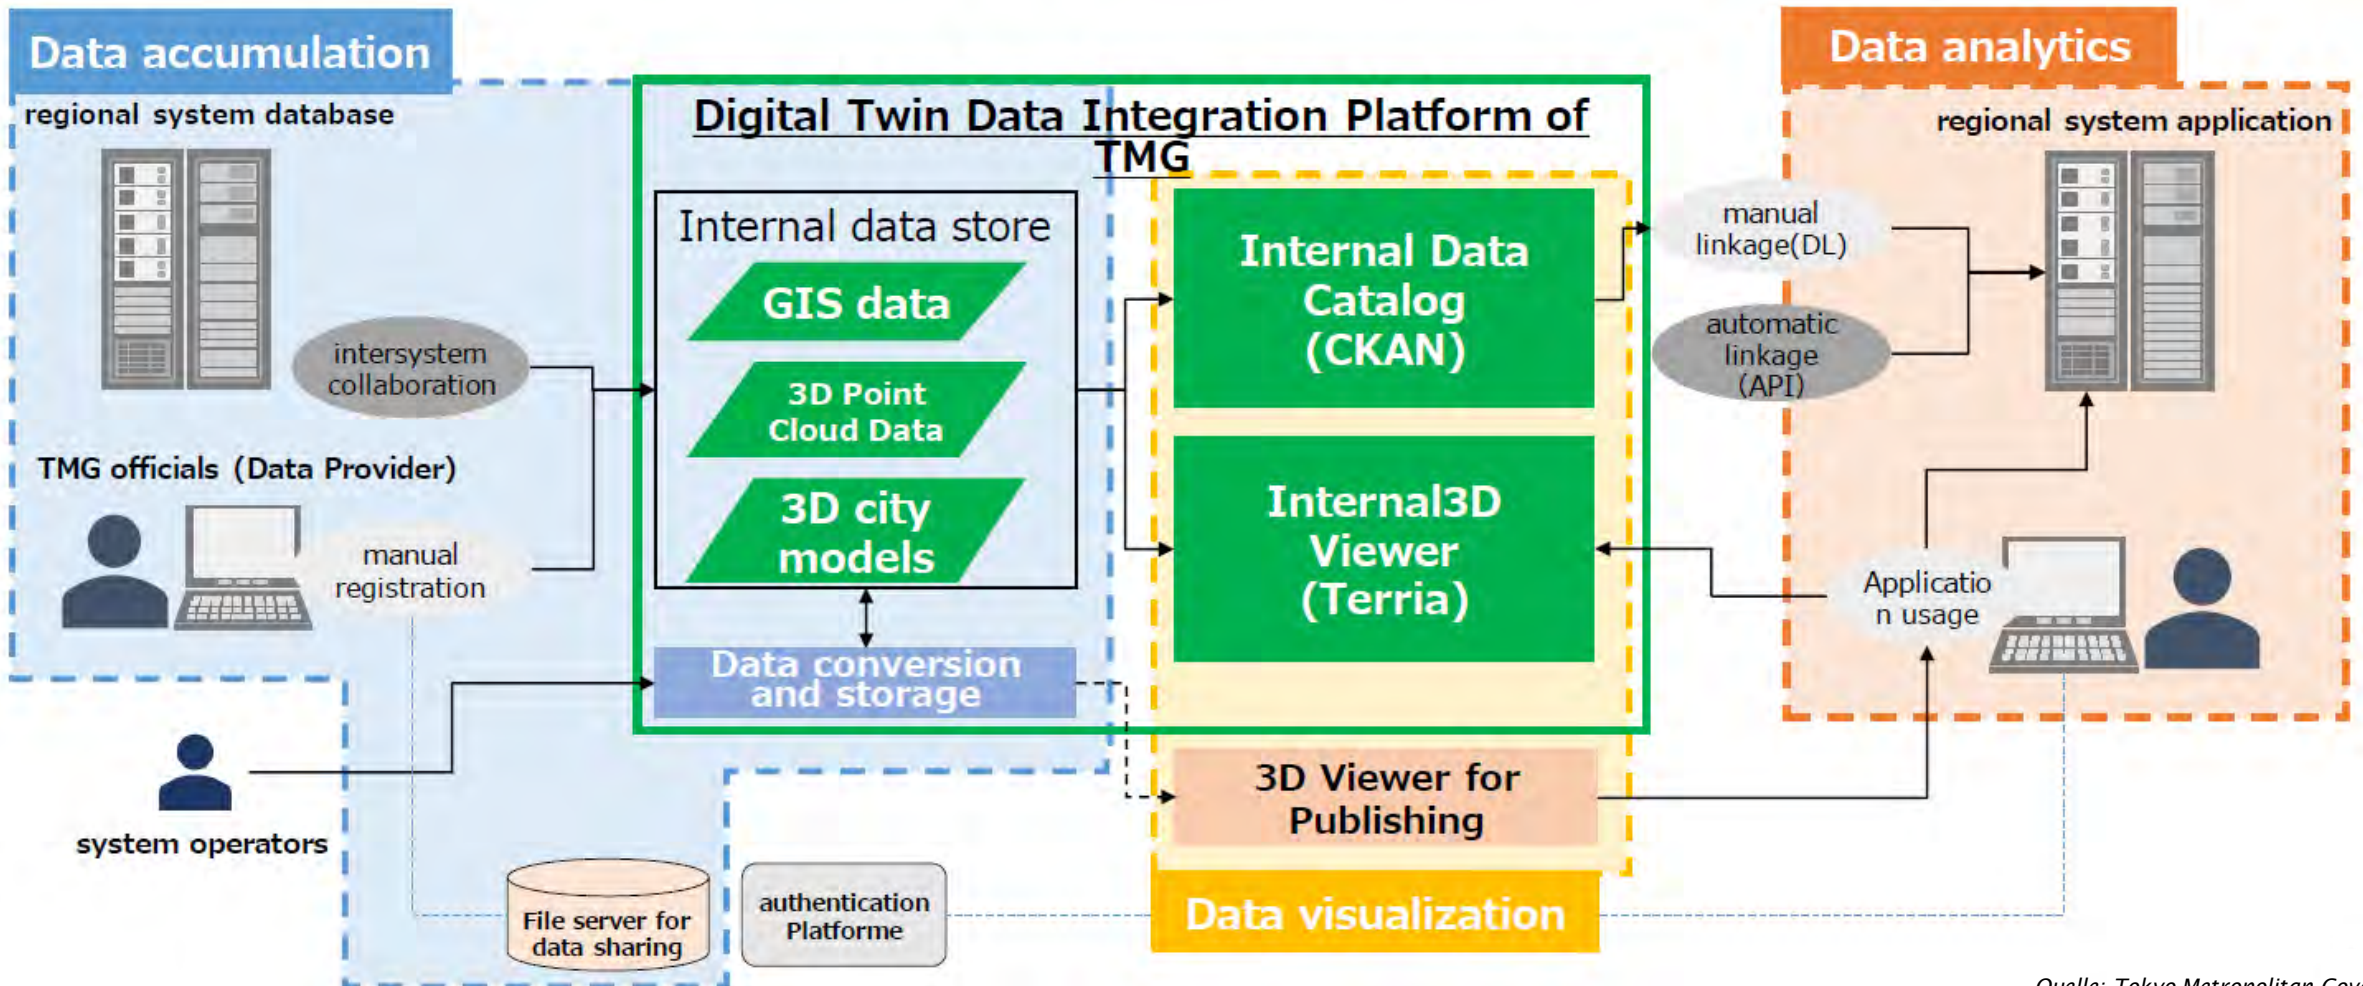 Data accumulation
regional system database
intersystem
collaboration
TMG officials (Data Provider)
manual
registration
system operators
File server for
data sharing
authentication
Platforme
Digital Twin Data Integration Platform of
TMG
Internal data store
GIS data
3D Point
Cloud Data
3D city
models
Data conversion
and storage
Internal Data
Catalog
(CKAN)
Internal3D
Viewer
(Terria)
3D Viewer for
Publishing
Data visualization
Data analytics
regional system application
manual
linkage(DL)
automatic
linkage
(API)
Applicatio
n usage
Quelle: Tokyo Metropolitan